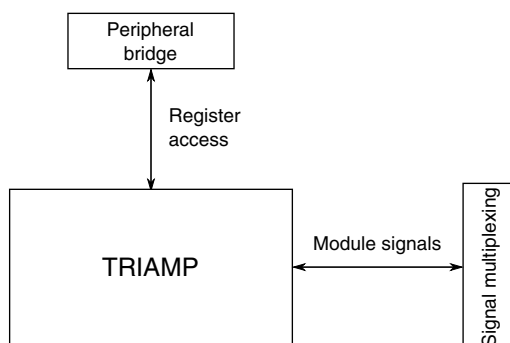 Peripheral
bridge
Register
access
TRIAMP
Module signals
Signal multiplexing